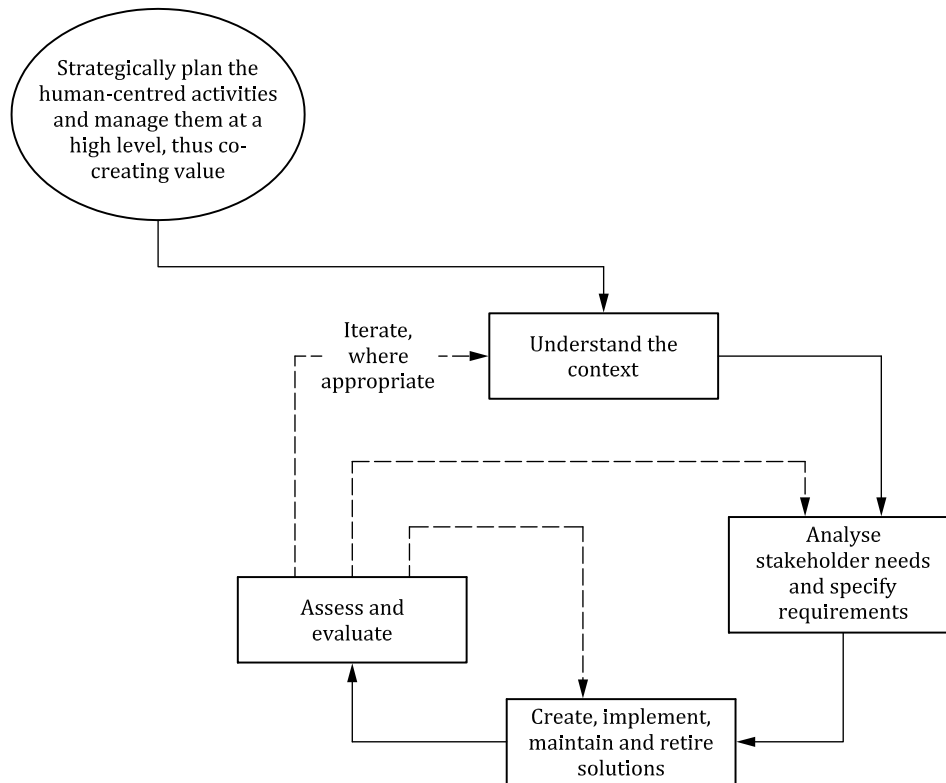 Strategically plan the
human-centred activities
and manage them at a
high level, thus co-
creating value
Iterate,
where
appropriate
Understand the
context
Analyse
stakeholder needs
and specify
requirements
Assess and
evaluate
Create, implement,
maintain and retire
solutions